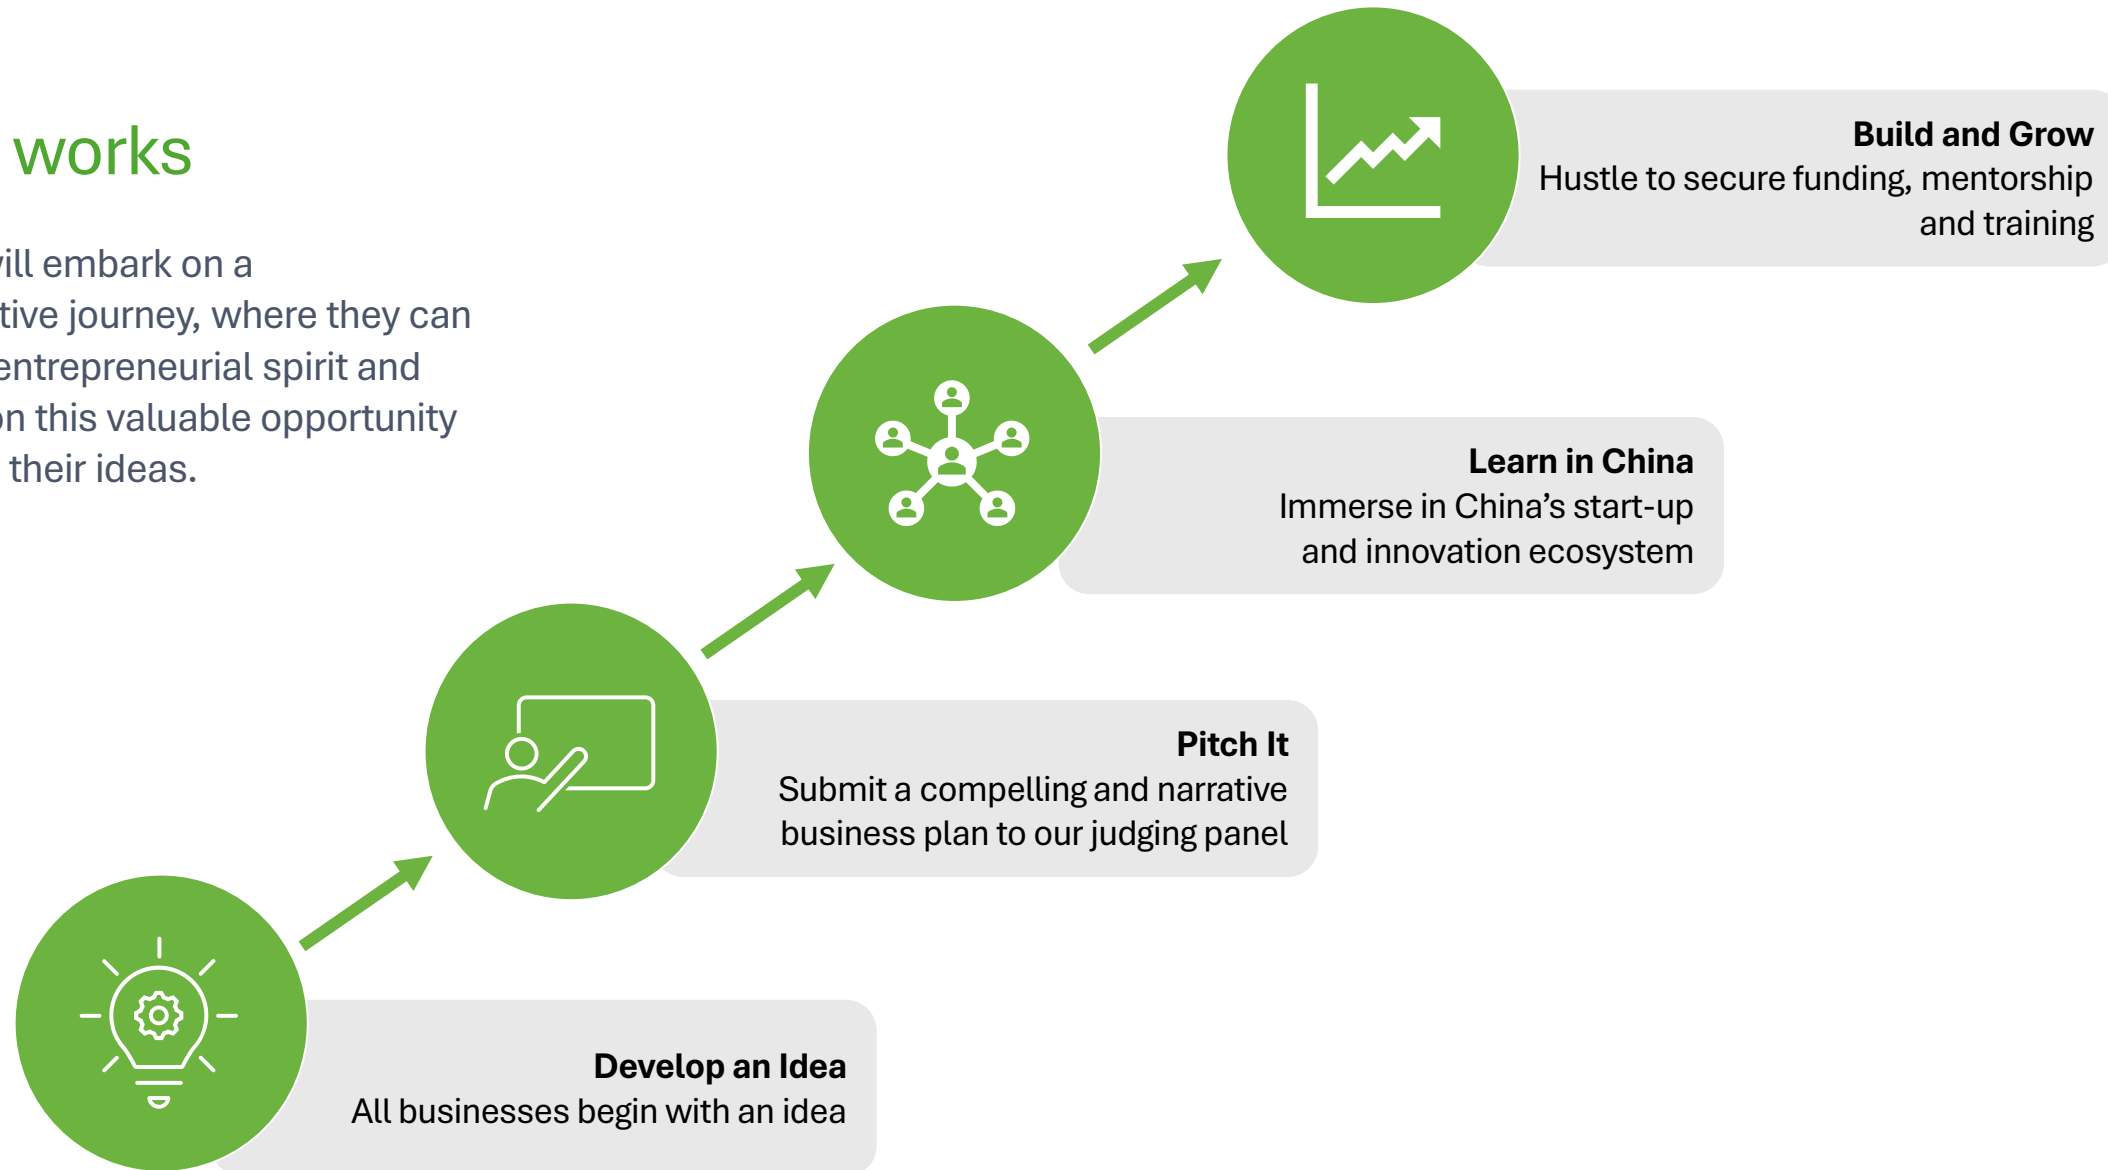 works
will embark on a
tive journey, where they can
entrepreneurial spirit and
on this valuable opportunity
their ideas.
Build and Grow
Hustle to secure funding, mentorship
and training
Learn in China
Immerse in China’s start-up
and innovation ecosystem
Pitch It
Submit a compelling and narrative
business plan to our judging panel
Develop an Idea
All businesses begin with an idea